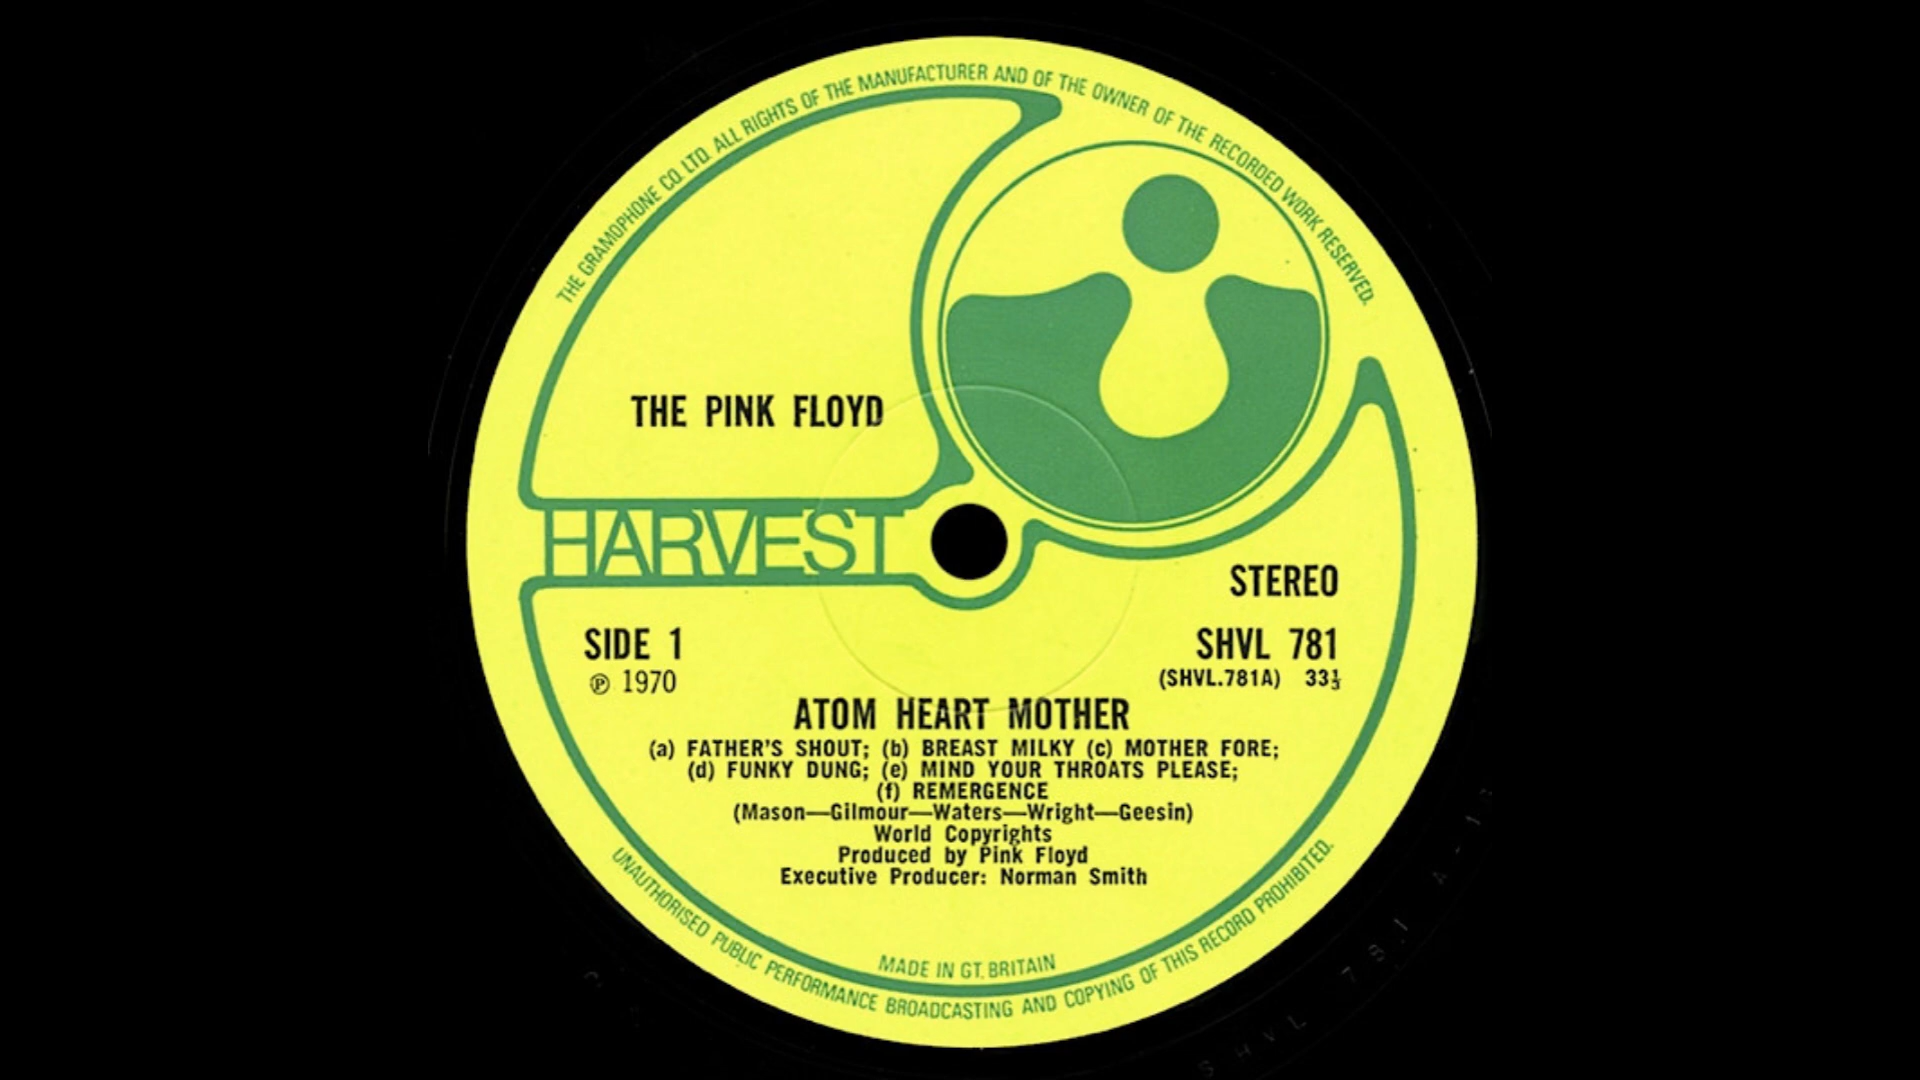 THE GRAMOPHONE CO. LTD. ALL RIGHTS OF THE MANUFACTURER AND OF THE OWNER OF THE RECORDED WORK RESERVED.
THE PINK FLOYD
HARVEST
STEREO
SIDE 1
SHVL 781
℗ 1970
(SHVL.781A) 33⅓
ATOM HEART MOTHER
(a) FATHER'S SHOUT; (b) BREAST MILKY (c) MOTHER FORE;
(d) FUNKY DUNG; (e) MIND YOUR THROATS PLEASE;
(f) REMERGENCE
(Mason—Gilmour—Waters—Wright—Geesin)
World Copyrights
Produced by Pink Floyd
Executive Producer: Norman Smith
MADE IN GT. BRITAIN
UNAUTHORISED PUBLIC PERFORMANCE BROADCASTING AND COPYING OF THIS RECORD PROHIBITED.
SHVL 781 A-1